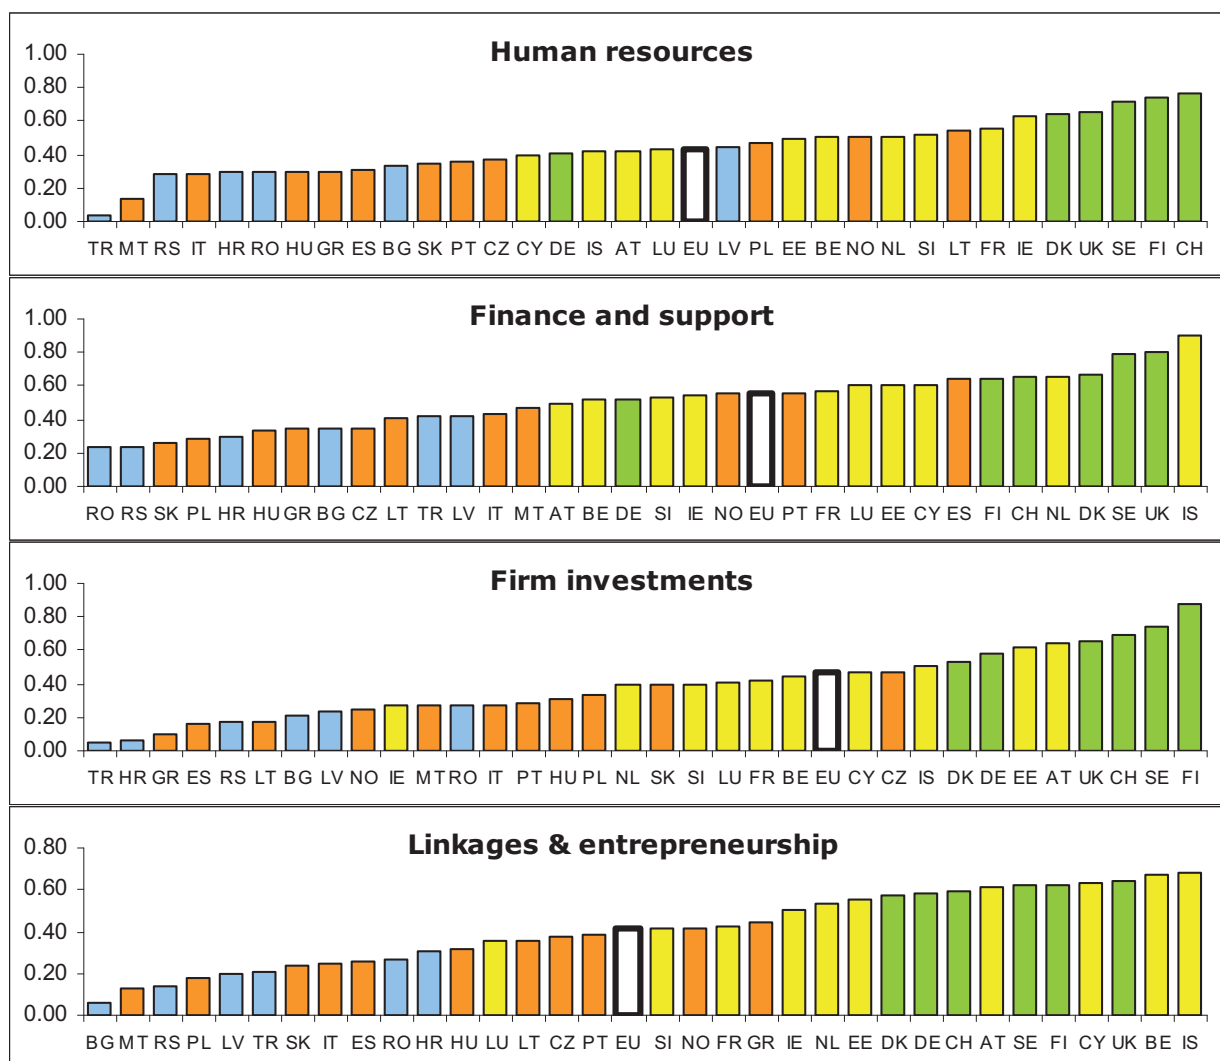 Human resources
1.00
0.80
0.60
0.40
0.20
0.00
TR MT RS IT HR RO HU GR ES BG SK PT CZ CY DE IS AT LU EU LV PL EE BE NO NL SI LT FR IE DK UK SE FI CH
Finance and support
1.00
0.80
0.60
0.40
0.20
0.00
RO RS SK PL HR HU GR BG CZ LT TR LV IT MT AT BE DE SI IE NO EU PT FR LU EE CY ES FI CH NL DK SE UK IS
Firm investments
1.00
0.80
0.60
0.40
0.20
0.00
TR HR GR ES RS LT BG LV NO IE MT RO IT PT HU PL NL SK SI LU FR BE EU CY CZ IS DK DE EE AT UK CH SE FI
Linkages & entrepreneurship
0.80
0.60
0.40
0.20
0.00
BG MT RS PL LV TR SK IT ES RO HR HU LU LT CZ PT EU SI NO FR GR IE NL EE DK DE CH AT SE FI CY UK BE IS